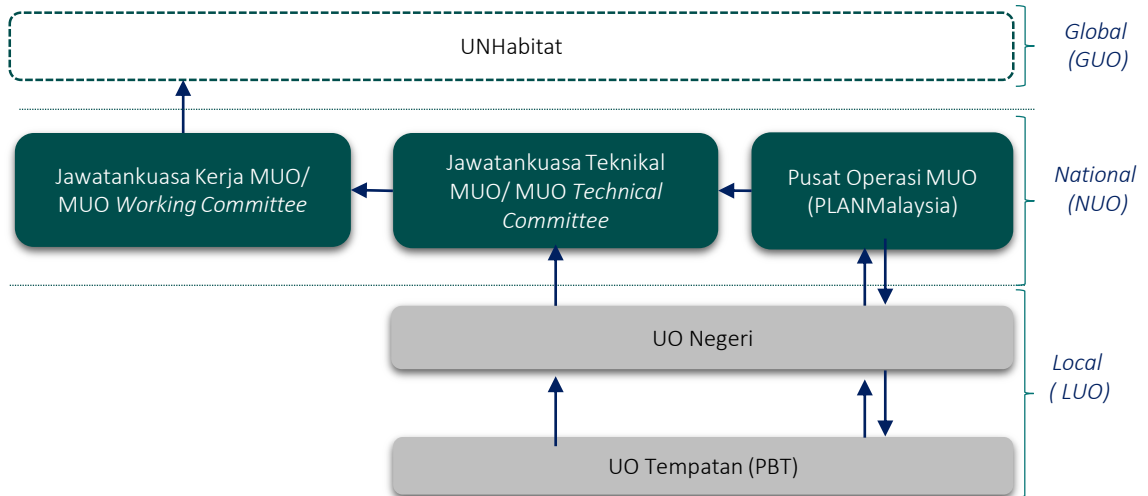 UNHabitat
Global
(GUO)
Jawatankuasa Kerja MUO/
MUO Working Committee
Jawatankuasa Teknikal
MUO/ MUO Technical
Committee
Pusat Operasi MUO
(PLANMalaysia)
National
(NUO)
UO Negeri
Local
( LUO)
UO Tempatan (PBT)